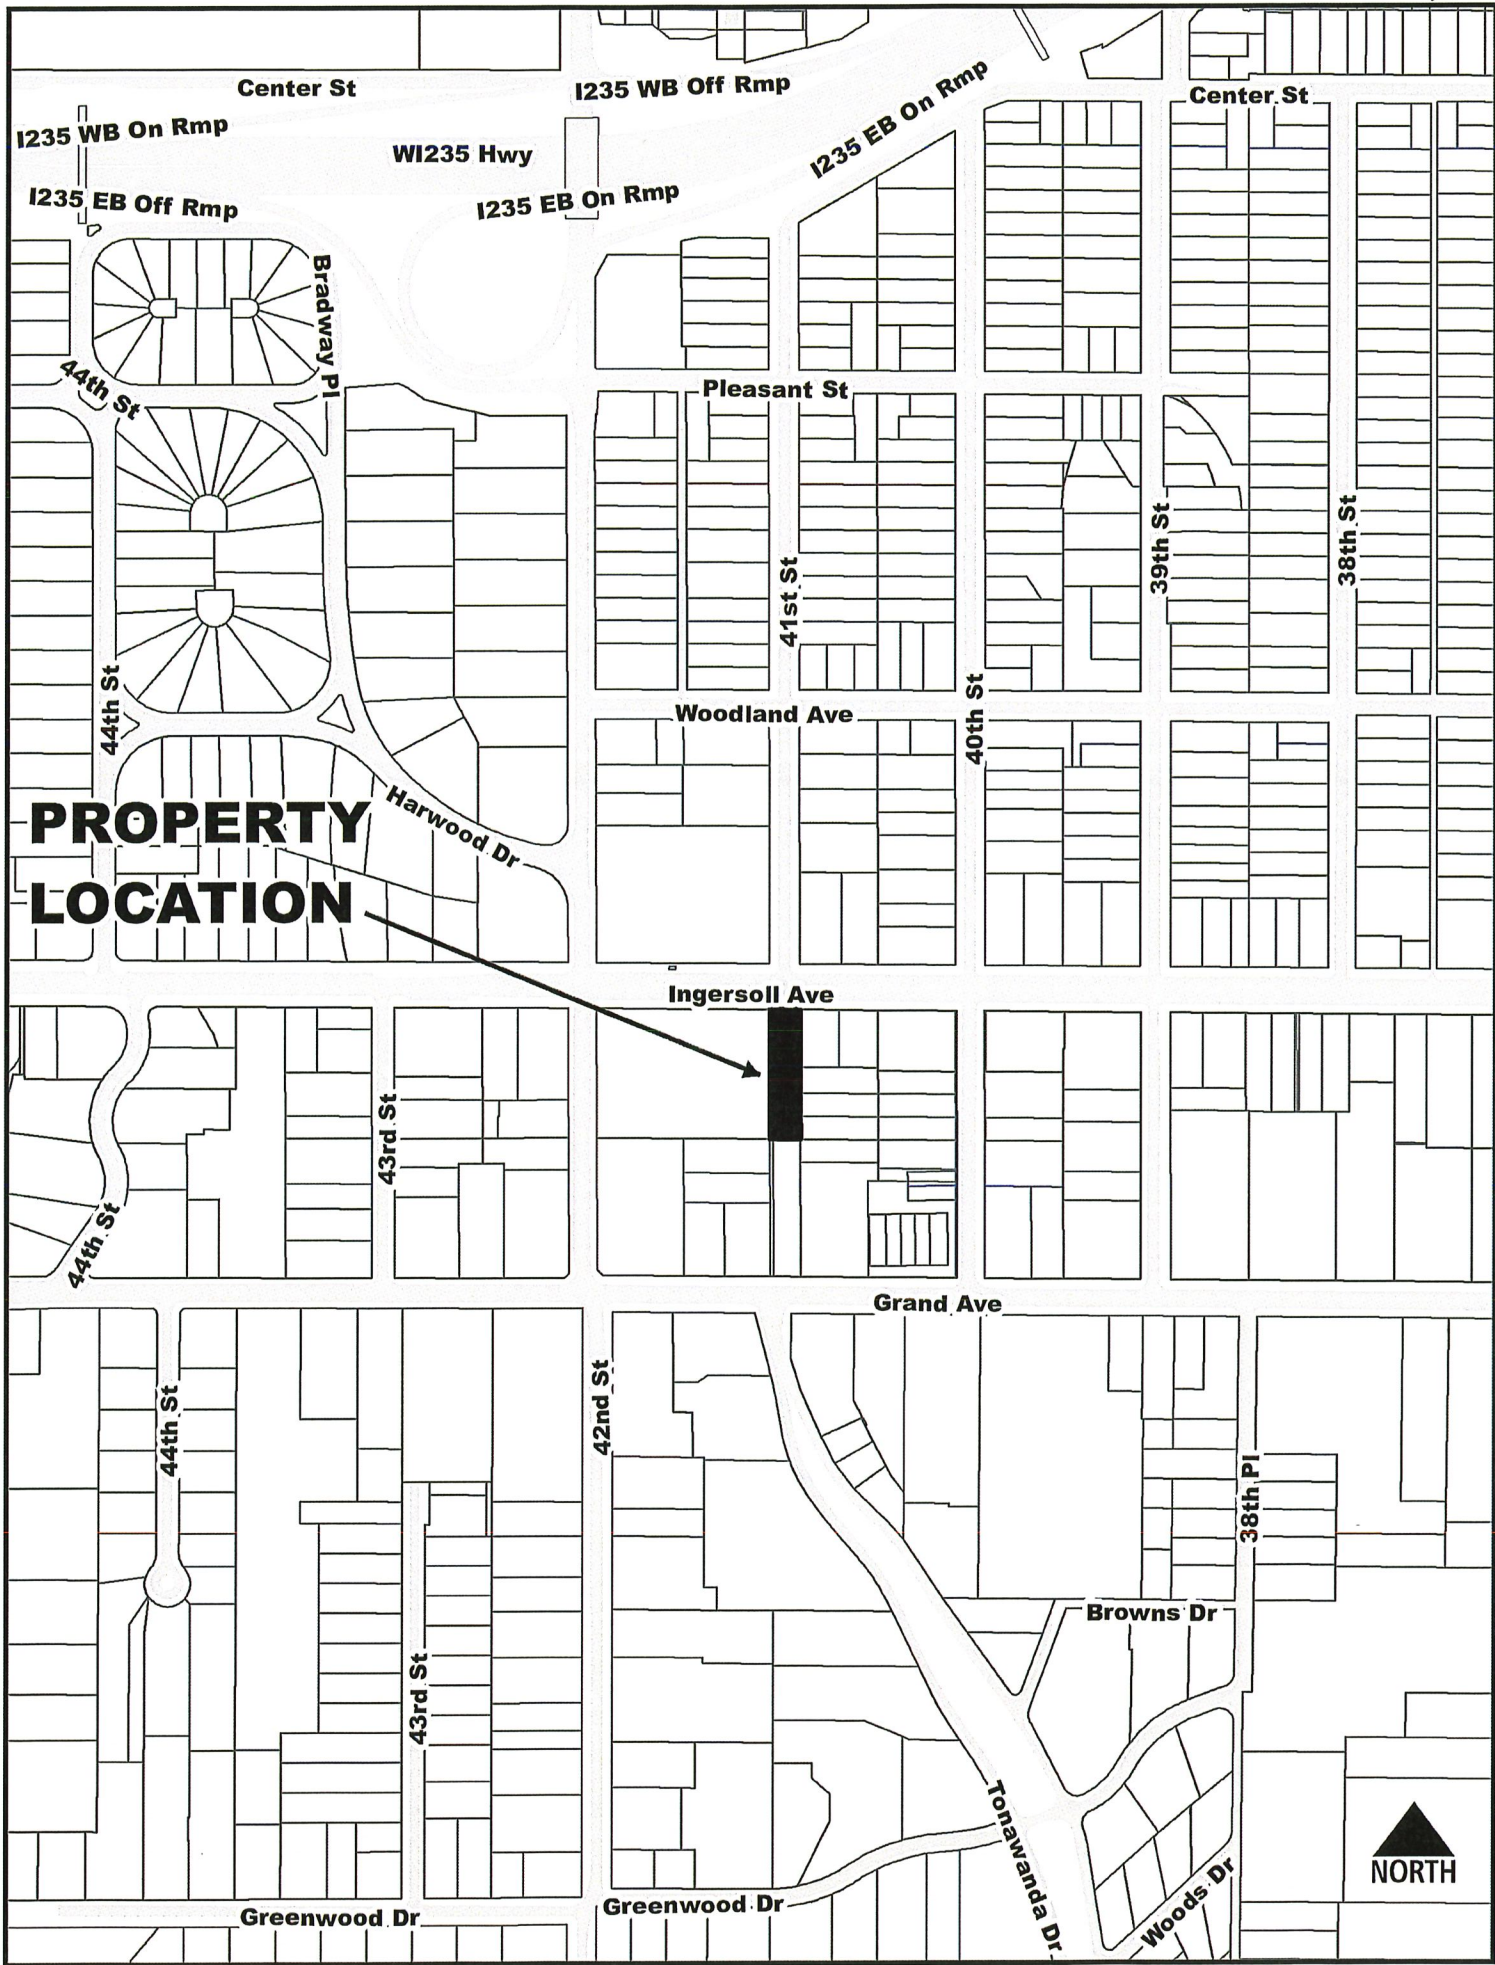 Center St
I235 WB Off Rmp
I235 EB On Rmp
Center St
I235 WB On Rmp
WI235 Hwy
I235 EB Off Rmp
I235 EB On Rmp
Bradway Pl
44th St
Pleasant St
39th St
38th St
41st St
44th St
40th St
Woodland Ave
Harwood Dr
PROPERTY
LOCATION
Ingersoll Ave
43rd St
44th St
Grand Ave
42nd St
44th St
38th Pl
Browns Dr
43rd St
Tonawanda Dr
NORTH
Woods Dr
Greenwood Dr
Greenwood Dr